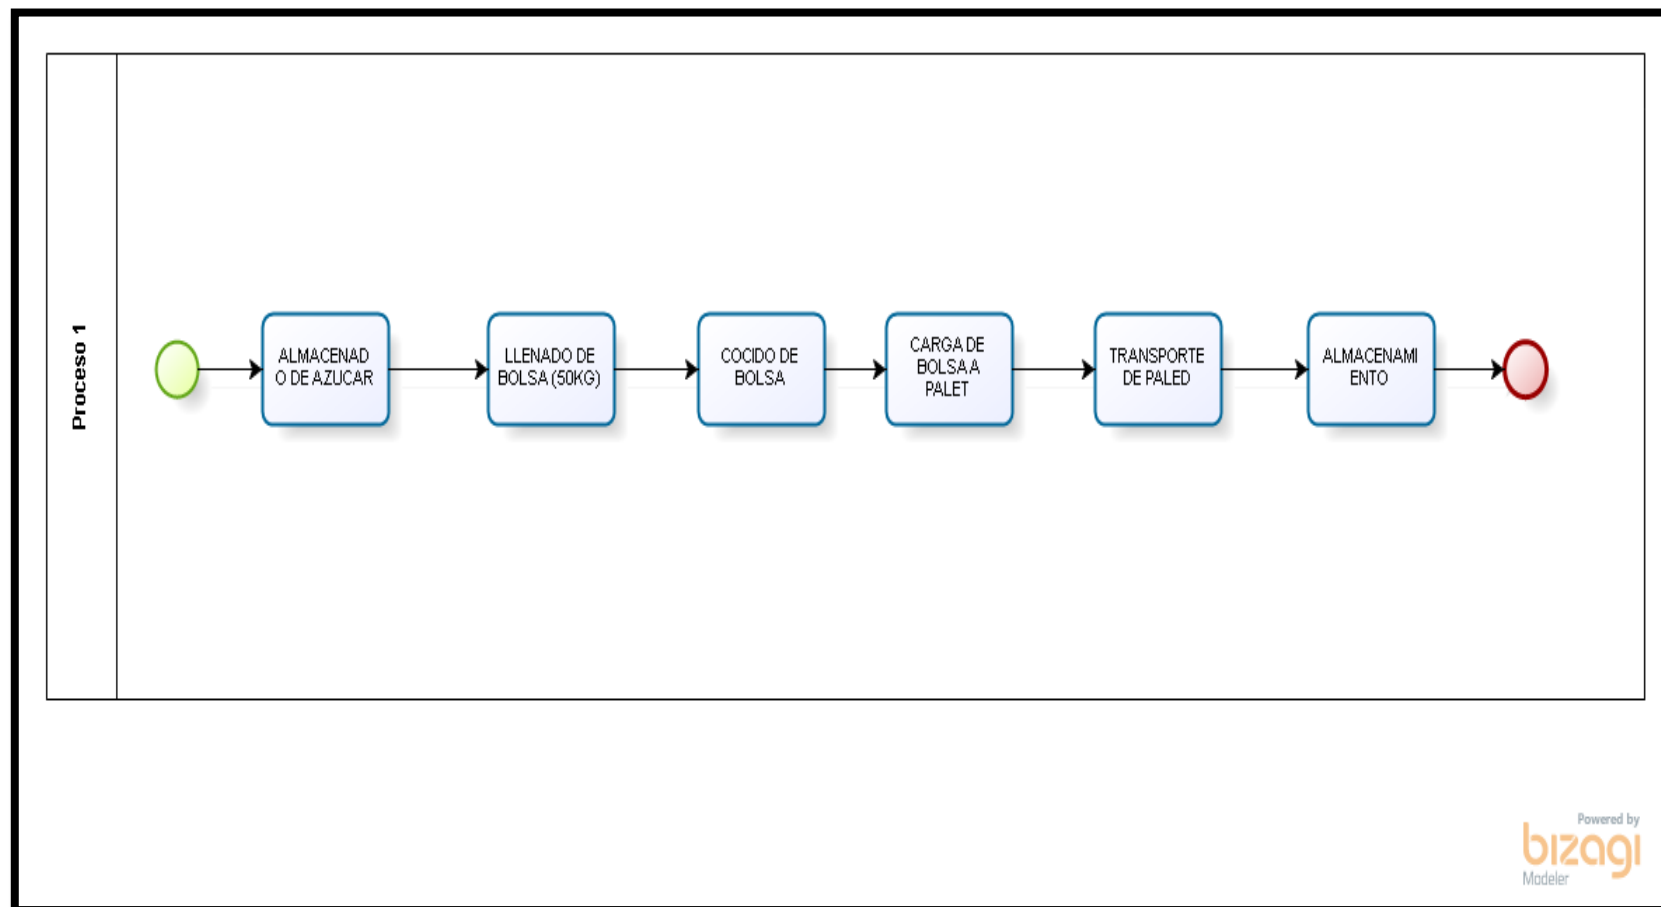 Proceso 1
ALMACENAD
O DE AZUCAR
LLENADO DE
BOLSA (50KG)
COCIDO DE
BOLSA
CARGA DE
BOLSA A
PALET
TRANSPORTE
DE PALED
ALMACENAMI
ENTO
Powered by
bizagi
Modeler